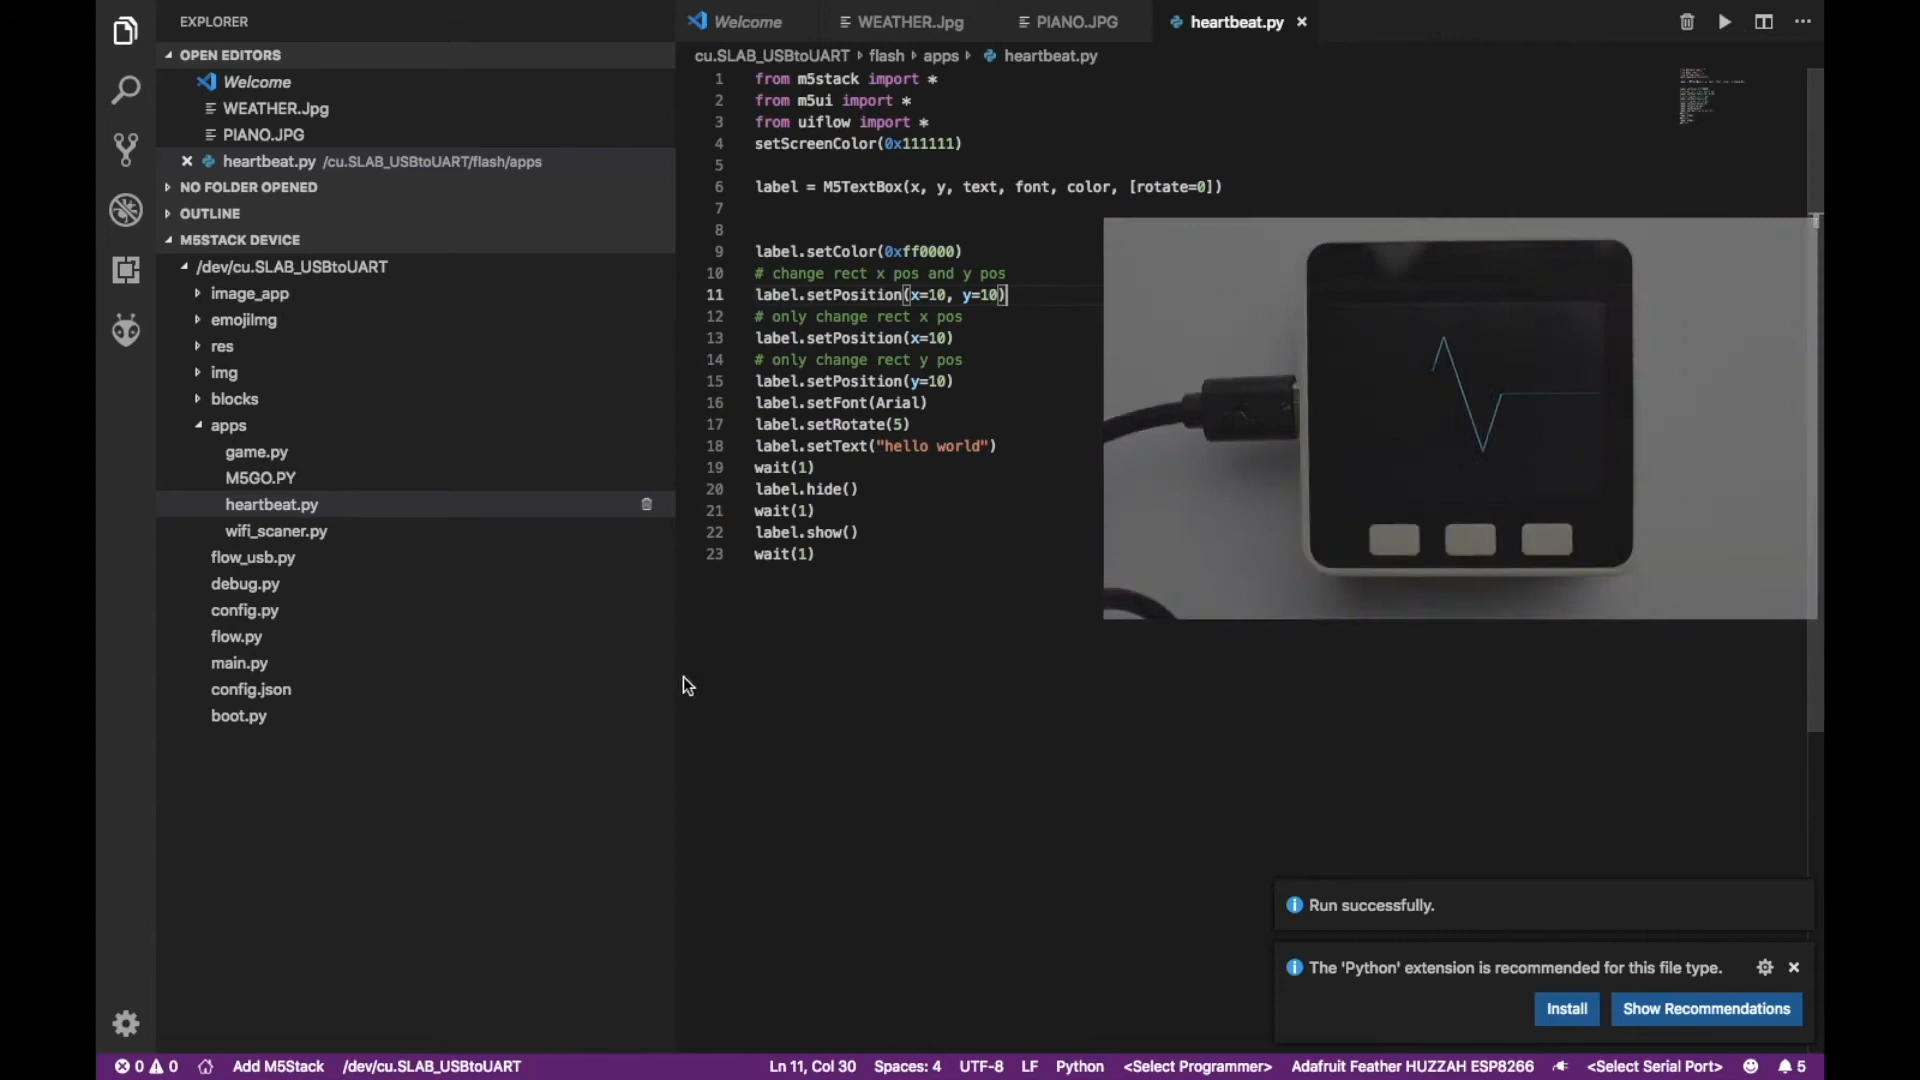 EXPLORER
OPEN EDITORS
Welcome
WEATHER.Jpg
PIANO.JPG
heartbeat.py /cu.SLAB_USBtoUART/flash/apps
NO FOLDER OPENED
OUTLINE
M5STACK DEVICE
/dev/cu.SLAB_USBtoUART
image_app
emojiImg
res
img
blocks
apps
game.py
M5GO.PY
heartbeat.py
wifi_scaner.py
flow_usb.py
debug.py
config.py
flow.py
main.py
config.json
boot.py
Welcome WEATHER.Jpg PIANO.JPG heartbeat.py
cu.SLAB_USBtoUART flash apps heartbeat.py
1 from m5stack import *
2 from m5ui import *
3 from uiflow import *
4 setScreenColor(0x111111)
5
6 label = M5TextBox(x, y, text, font, color, [rotate=0])
7
8
9 label.setColor(0xff0000)
10 # change rect x pos and y pos
11 label.setPosition(x=10, y=10)
12 # only change rect x pos
13 label.setPosition(x=10)
14 # only change rect y pos
15 label.setPosition(y=10)
16 label.setFont(Arial)
17 label.setRotate(5)
18 label.setText("hello world")
19 wait(1)
20 label.hide()
21 wait(1)
22 label.show()
23 wait(1)
Run successfully.
The 'Python' extension is recommended for this file type.
Install Show Recommendations
0 0 Add M5Stack /dev/cu.SLAB_USBtoUART Ln 11, Col 30 Spaces: 4 UTF-8 LF Python <Select Programmer> Adafruit Feather HUZZAH ESP8266 <Select Serial Port> 5